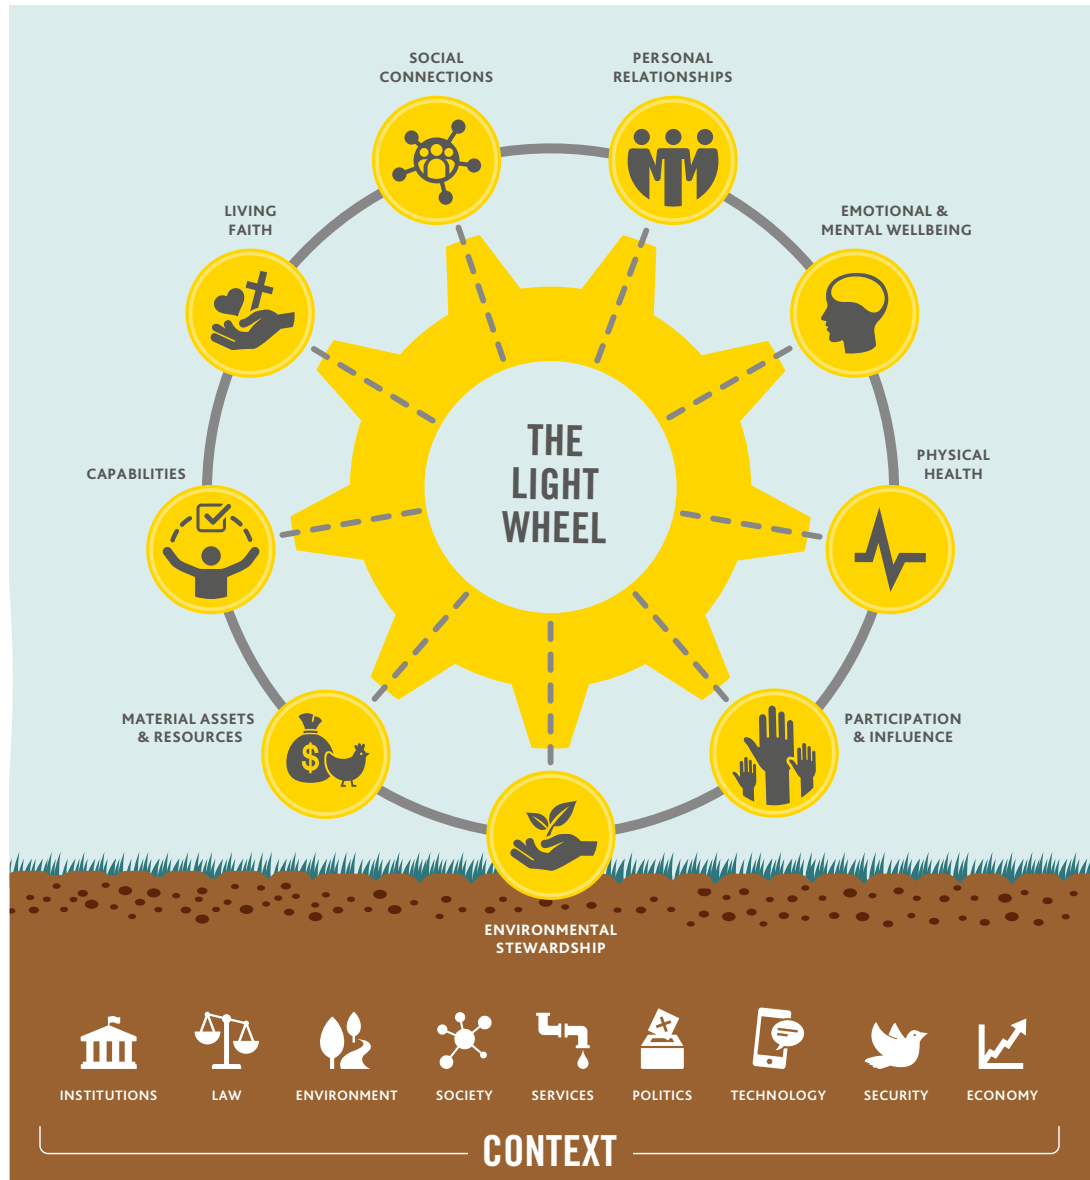 SOCIAL
CONNECTIONS
PERSONAL
RELATIONSHIPS
LIVING
FAITH
EMOTIONAL &
MENTAL WELLBEING
THE
LIGHT
WHEEL
CAPABILITIES
PHYSICAL
HEALTH
MATERIAL ASSETS
& RESOURCES
$
PARTICIPATION
& INFLUENCE
ENVIRONMENTAL
STEWARDSHIP
INSTITUTIONS
LAW
ENVIRONMENT
SOCIETY
SERVICES
POLITICS
TECHNOLOGY
SECURITY
ECONOMY
CONTEXT